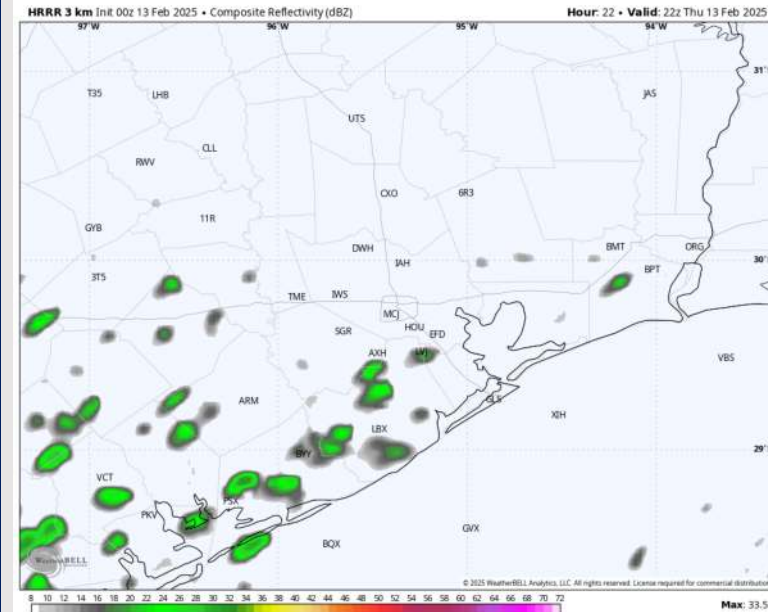 HRRR 3 km Init 00z 13 Feb 2025 • Composite Reflectivity (dBZ) Hour: 22 • Valid: 22z Thu 13 Feb 2025
97°W 96°W 95°W 94°W
31°
T35 LHB JAS
UTS
CLL
RWV
CXO 6R3
11R
GYB
DWH BMT ORG
IAH 30°
BPT
3T5
TME IWS
MCJ
SGR HOU
EFD
AXH LVJ
VBS
ARM GLS
XIH
LBX
BYY 29°
VCT
PSX
PKV
GVX
BQX
WEATHERBELL
© 2025 WeatherBELL Analytics, LLC. All rights reserved. License required for commercial distribution
8 10 12 14 16 18 20 22 24 26 28 30 32 34 36 38 40 42 44 46 48 50 52 54 56 58 60 62 64 66 68 70 72
Max: 33.5